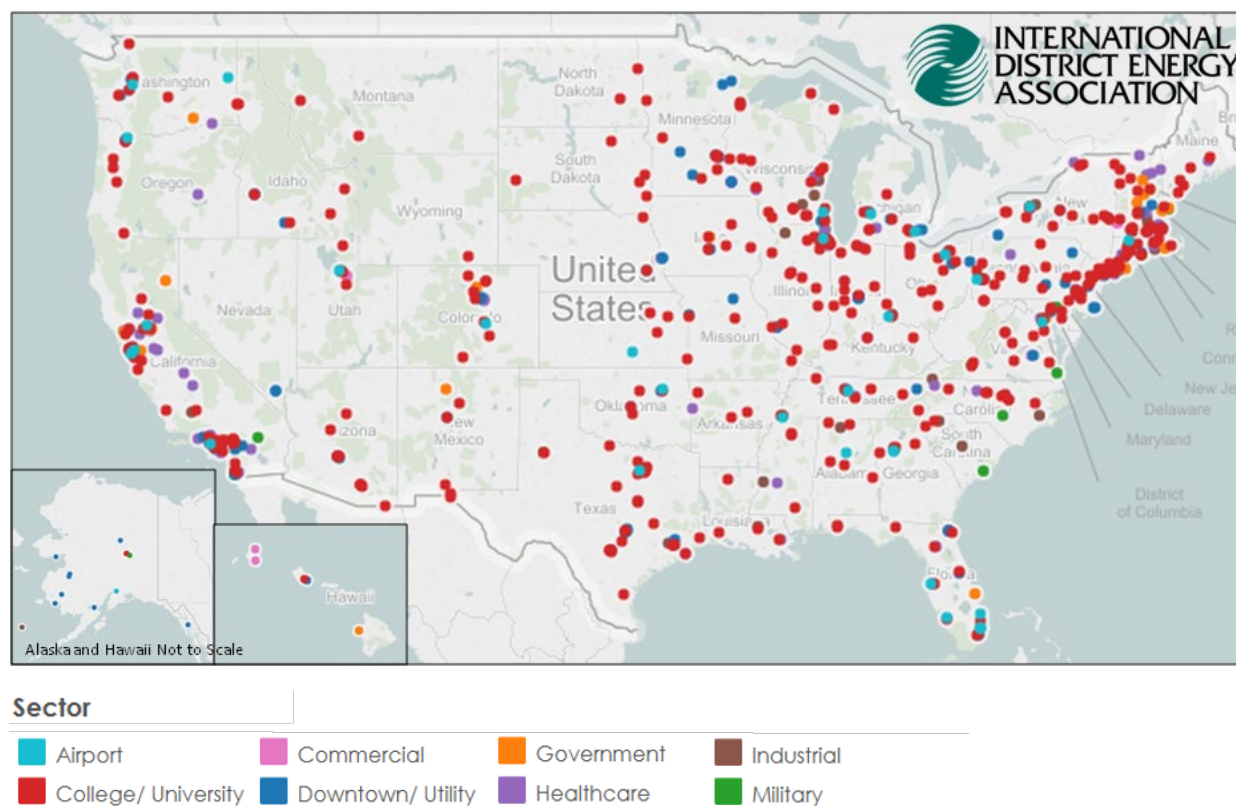 INTERNATIONAL
DISTRICT ENERGY
ASSOCIATION
Washington
North
Dakota
Montana
Minnesota
Maine
South
Dakota
Wisconsin
Oregon
Idaho
Wyoming
Michigan
New
United
States
Nevada
Utah
Colorado
Illinois
Missouri
Kentucky
California
Oklahoma
Tennessee
Arkansas
Arizona
New
Mexico
South
Carolina
Alabama
Georgia
Texas
Louisiana
Florida
R
Conn
New Je
Delaware
Maryland
District
of Columbia
Hawaii
Alaska and Hawaii Not to Scale
Sector
Airport
Commercial
Government
Industrial
College/ University
Downtown/ Utility
Healthcare
Military